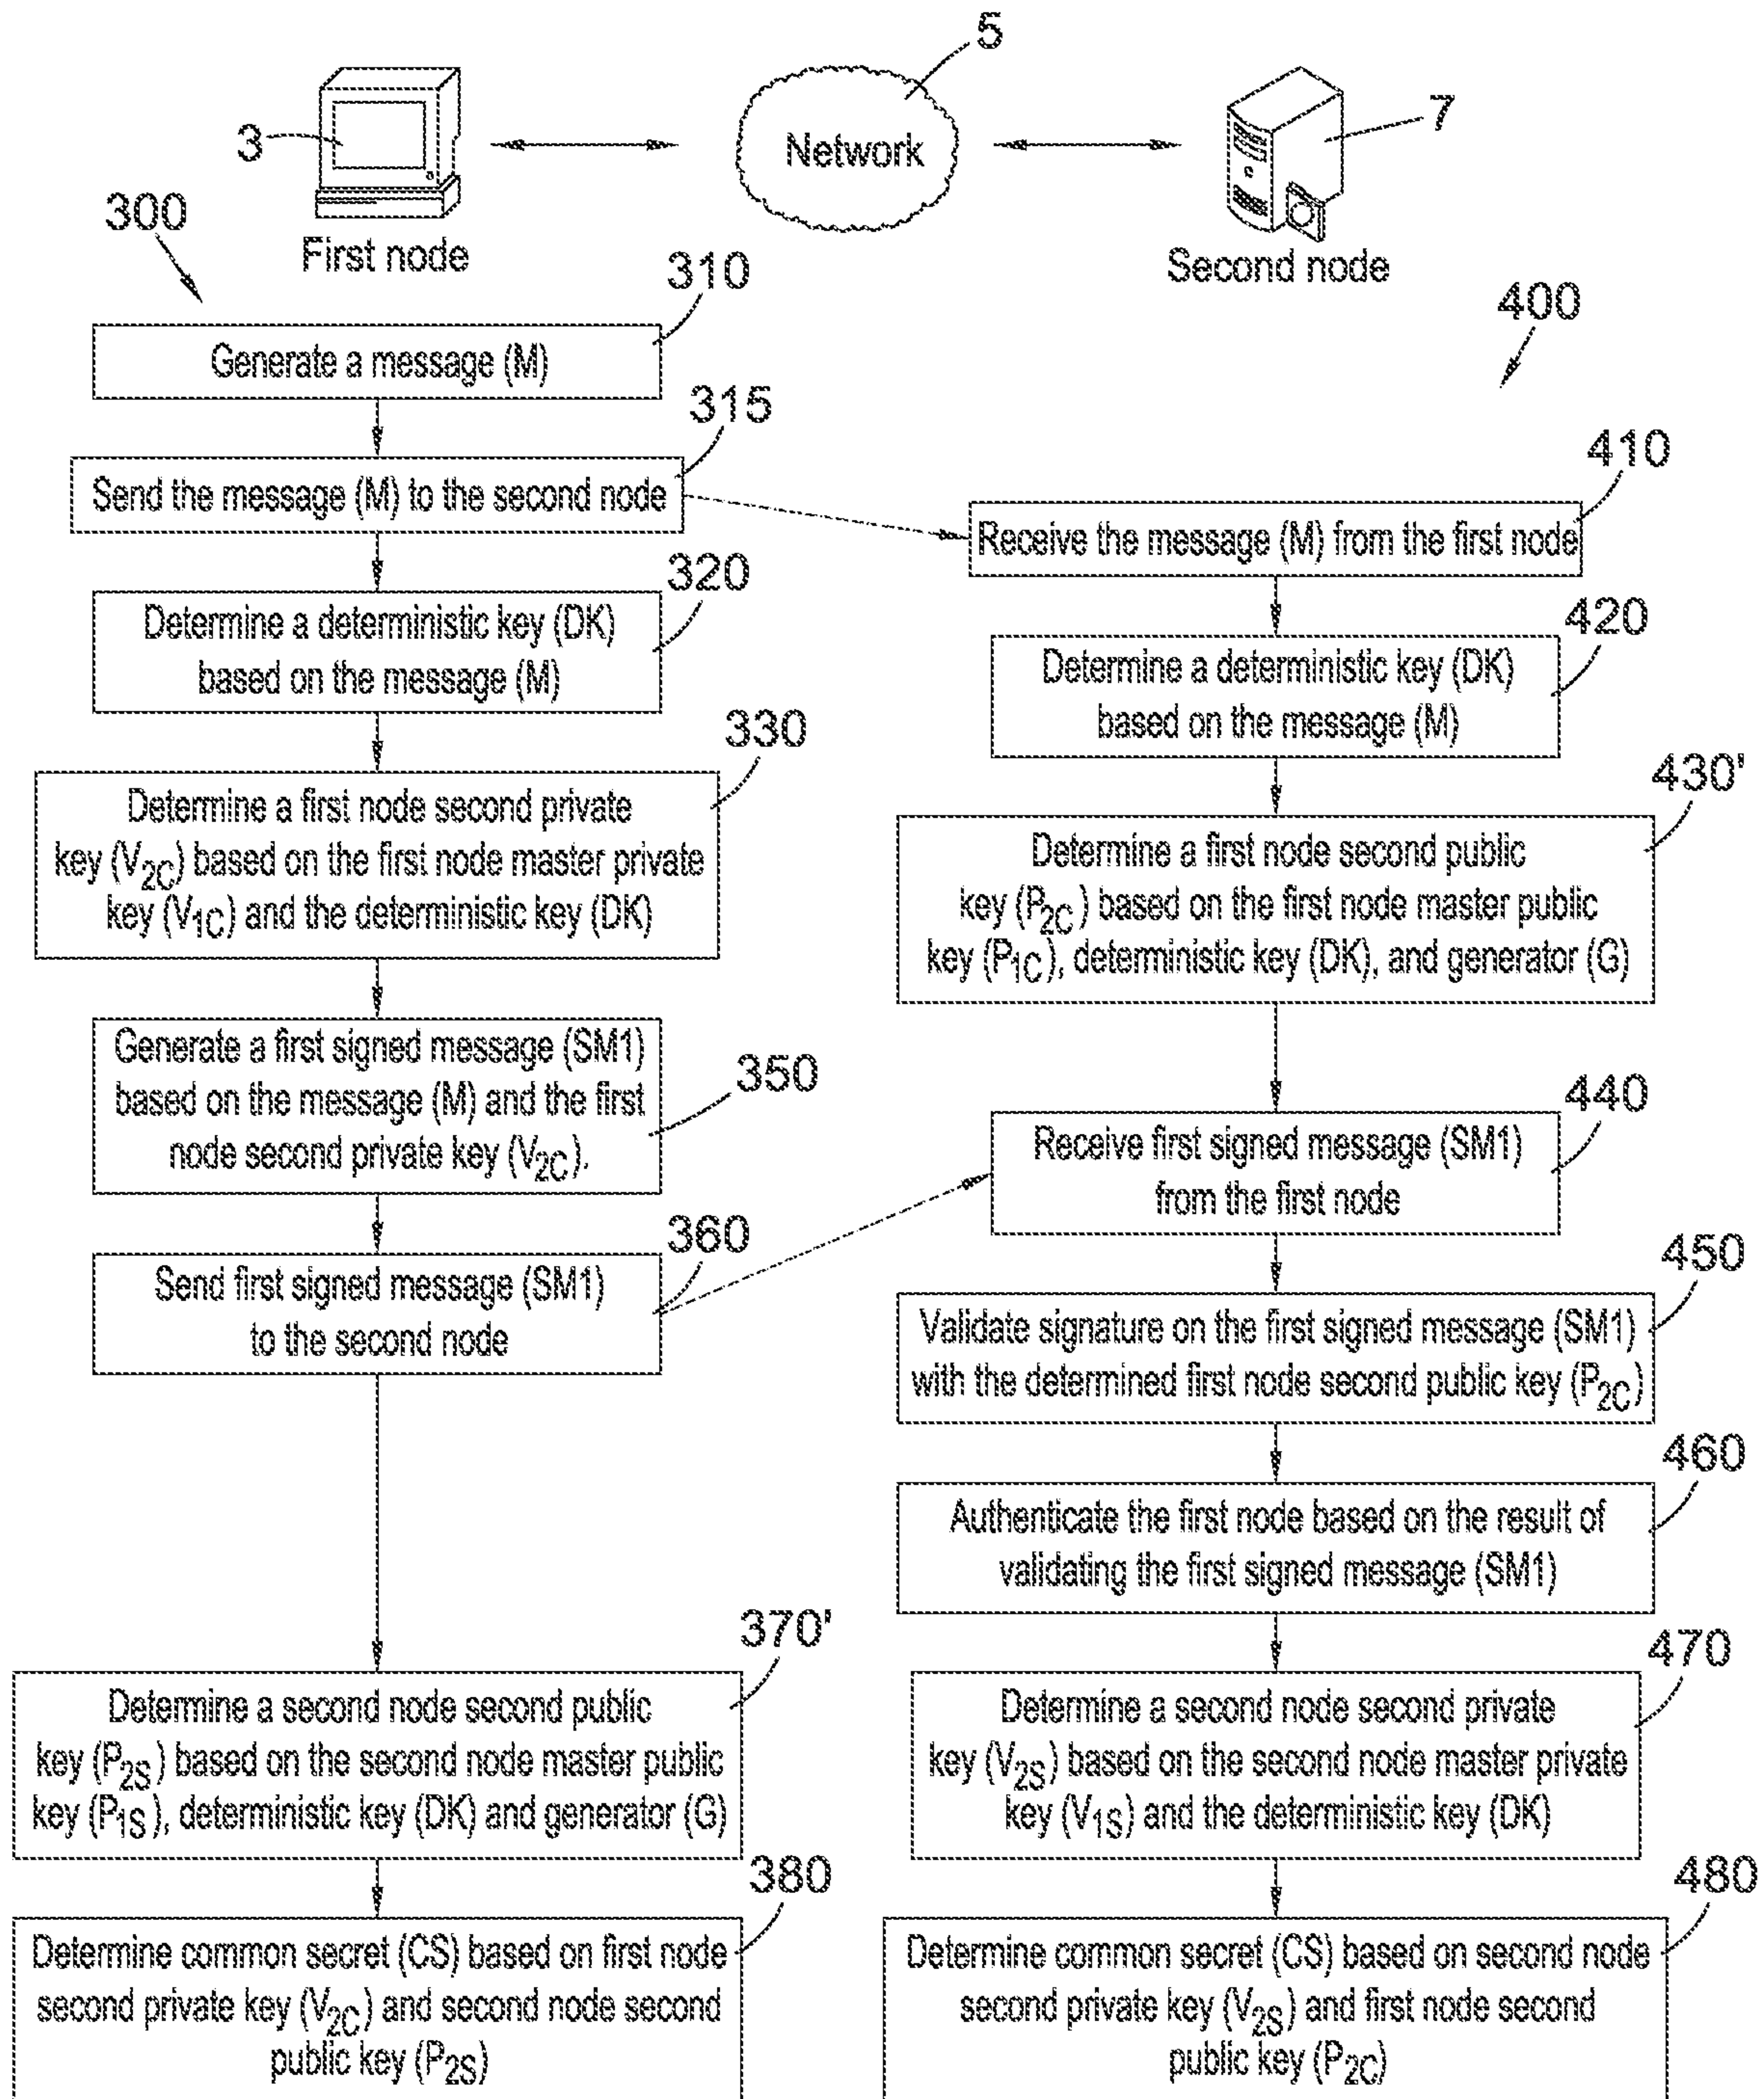 5
3
Network
7
First node
Second node
300
310
400
Generate a message (M)
315
Send the message (M) to the second node
320
Determine a deterministic key (DK)
based on the message (M)
330
Determine a first node second private
key (V2C) based on the first node master private
key (V1C) and the deterministic key (DK)
Generate a first signed message (SM1)
based on the message (M) and the first
node second private key (V2C).
350
360
Send first signed message (SM1)
to the second node
370'
Determine a second node second public
key (P2S) based on the second node master public
key (P1S), deterministic key (DK) and generator (G)
380
Determine common secret (CS) based on first node
second private key (V2C) and second node second
public key (P2S)
410
Receive the message (M) from the first node
420
Determine a deterministic key (DK)
based on the message (M)
430'
Determine a first node second public
key (P2C) based on the first node master public
key (P1C), deterministic key (DK), and generator (G)
440
Receive first signed message (SM1)
from the first node
450
Validate signature on the first signed message (SM1)
with the determined first node second public key (P2C)
460
Authenticate the first node based on the result of
validating the first signed message (SM1)
470
Determine a second node second private
key (V2S) based on the second node master private
key (V1S) and the deterministic key (DK)
480
Determine common secret (CS) based on second node
second private key (V2S) and first node second
public key (P2C)